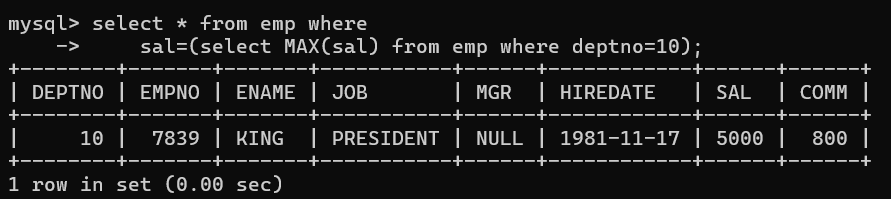 mysql> select * from emp where
    ->     sal=(select MAX(sal) from emp where deptno=10);
+--------+-------+-------+-----------+------+------------+------+------+
| DEPTNO | EMPNO | ENAME | JOB       | MGR  | HIREDATE   | SAL  | COMM |
+--------+-------+-------+-----------+------+------------+------+------+
|     10 |  7839 | KING  | PRESIDENT | NULL | 1981-11-17 | 5000 |  800 |
+--------+-------+-------+-----------+------+------------+------+------+
1 row in set (0.00 sec)